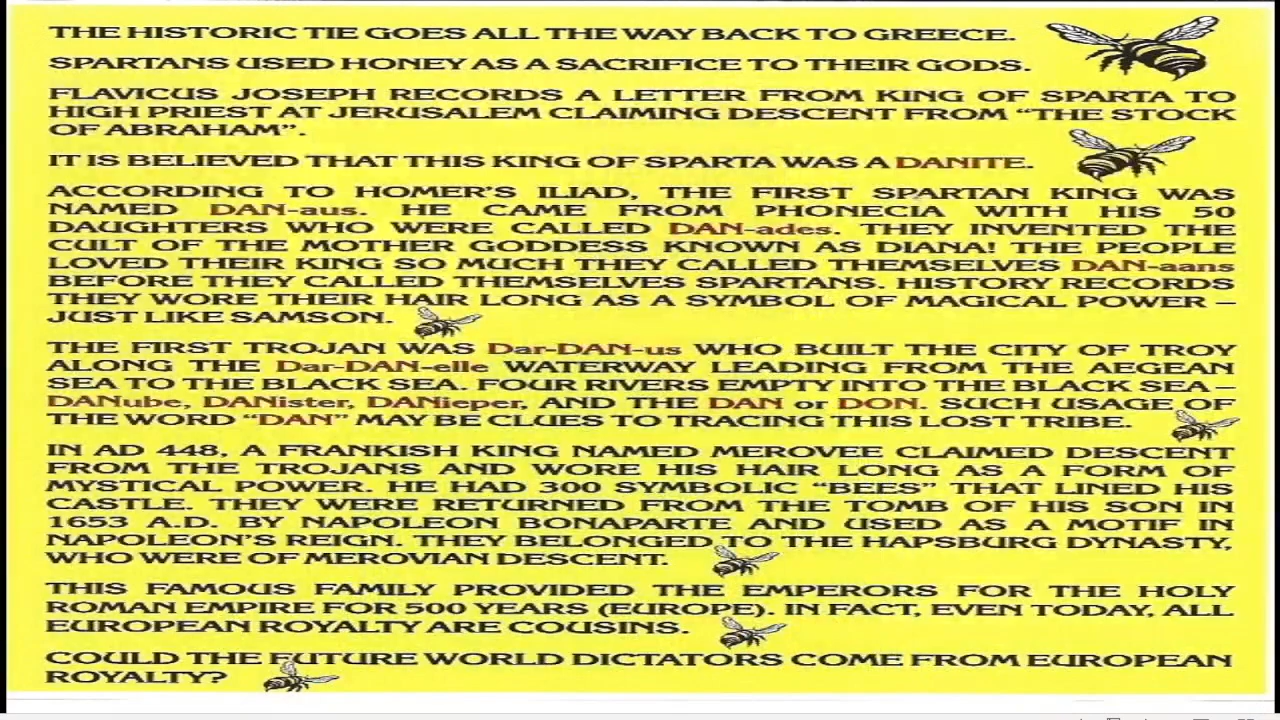 THE HISTORIC TIE GOES ALL THE WAY BACK TO GREECE.
SPARTANS USED HONEY AS A SACRIFICE TO THEIR GODS.
FLAVICUS JOSEPH RECORDS A LETTER FROM KING OF SPARTA TO
HIGH PRIEST AT JERUSALEM CLAIMING DESCENT FROM “THE STOCK
OF ABRAHAM”.
IT IS BELIEVED THAT THIS KING OF SPARTA WAS A DANITE.
ACCORDING TO HOMER'S ILIAD, THE FIRST SPARTAN KING WAS
NAMED DAN-aus. HE CAME FROM PHONECIA WITH HIS 50
DAUGHTERS WHO WERE CALLED DAN-ades. THEY INVENTED THE
CULT OF THE MOTHER GODDESS KNOWN AS DIANA! THE PEOPLE
LOVED THEIR KING SO MUCH THEY CALLED THEMSELVES DAN-aans
BEFORE THEY CALLED THEMSELVES SPARTANS. HISTORY RECORDS
THEY WORE THEIR HAIR LONG AS A SYMBOL OF MAGICAL POWER –
JUST LIKE SAMSON.
THE FIRST TROJAN WAS Dar-DAN-us WHO BUILT THE CITY OF TROY
ALONG THE Dar-DAN-elle WATERWAY LEADING FROM THE AEGEAN
SEA TO THE BLACK SEA. FOUR RIVERS EMPTY INTO THE BLACK SEA –
DANube, DANister, DANieper, AND THE DAN or DON. SUCH USAGE OF
THE WORD “DAN” MAY BE CLUES TO TRACING THIS LOST TRIBE.
IN AD 448, A FRANKISH KING NAMED MEROVEE CLAIMED DESCENT
FROM THE TROJANS AND WORE HIS HAIR LONG AS A FORM OF
MYSTICAL POWER. HE HAD 300 SYMBOLIC “BEES” THAT LINED HIS
CASTLE. THEY WERE RETURNED FROM THE TOMB OF HIS SON IN
1653 A.D. BY NAPOLEON BONAPARTE AND USED AS A MOTIF IN
NAPOLEON'S REIGN. THEY BELONGED TO THE HAPSBURG DYNASTY,
WHO WERE OF MEROVIAN DESCENT.
THIS FAMOUS FAMILY PROVIDED THE EMPERORS FOR THE HOLY
ROMAN EMPIRE FOR 500 YEARS (EUROPE). IN FACT, EVEN TODAY, ALL
EUROPEAN ROYALTY ARE COUSINS.
COULD THE FUTURE WORLD DICTATORS COME FROM EUROPEAN
ROYALTY?